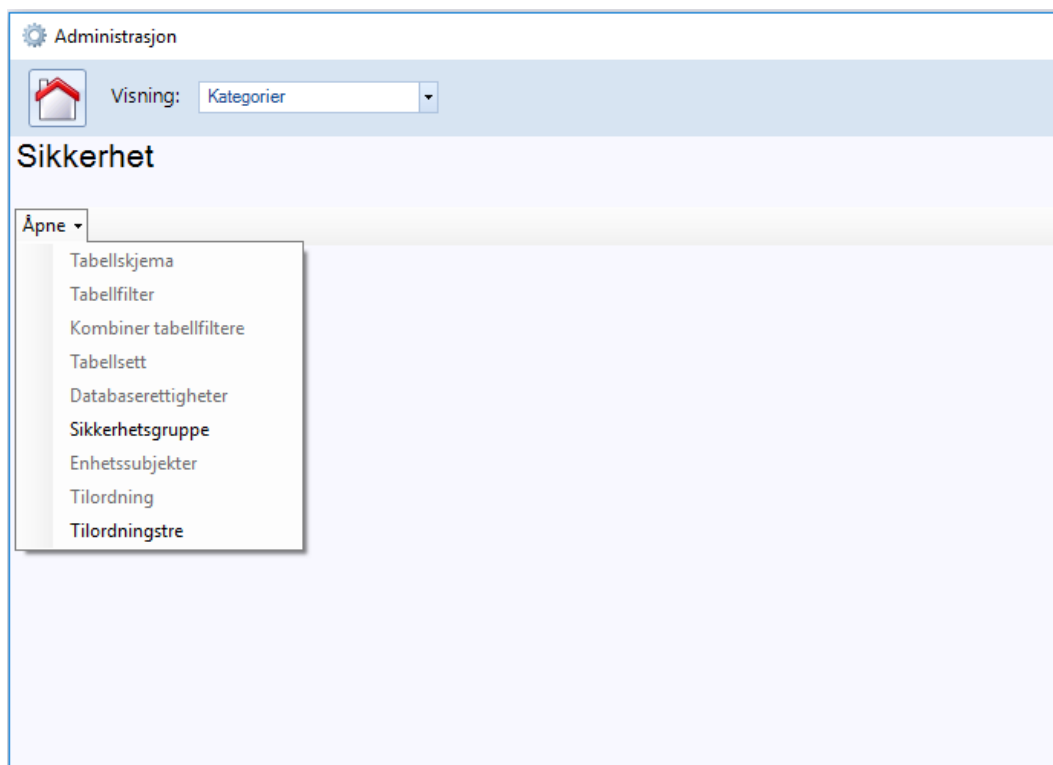 Administrasjon
Visning: Kategorier
Sikkerhet
Åpne
Tabellskjema
Tabellfilter
Kombiner tabellfiltere
Tabellsett
Databaserettigheter
Sikkerhetsgruppe
Enhetssubjekter
Tilordning
Tilordningstre